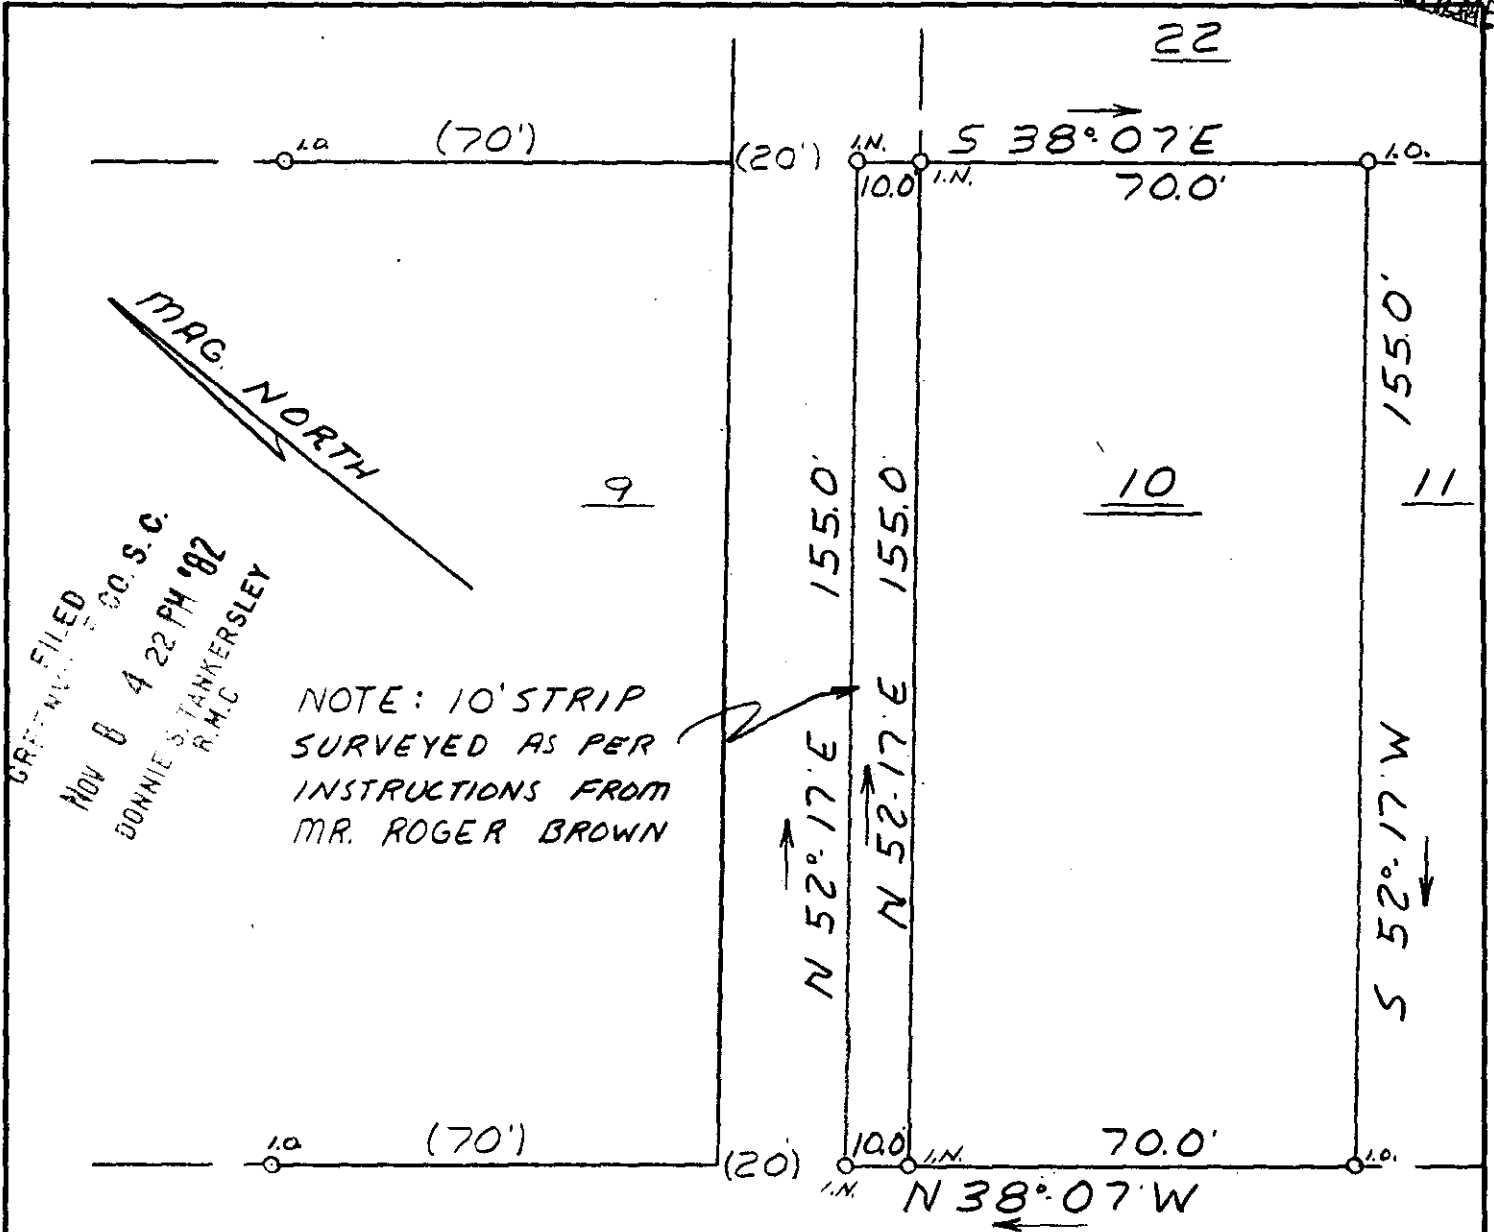 22
(70')
(20')
I.O.
I.N.
S 38°-07'E
I.O.
10.0'
I.N.
70.0'
MAG. NORTH
155.0'
9
155.0'
155.0'
10
11
FILED
CO. S. C.
NOV 8 4 22 PM '82
DONNIE S. TANKERSLEY
R.M.C
NOTE: 10' STRIP
SURVEYED AS PER
INSTRUCTIONS FROM
MR. ROGER BROWN
N 52°-17'E
N 52-17'E
S 52°-17'W
I.O.
(70')
(20')
10.0'
I.N.
I.N.
70.0'
I.O.
N 38°-07'W